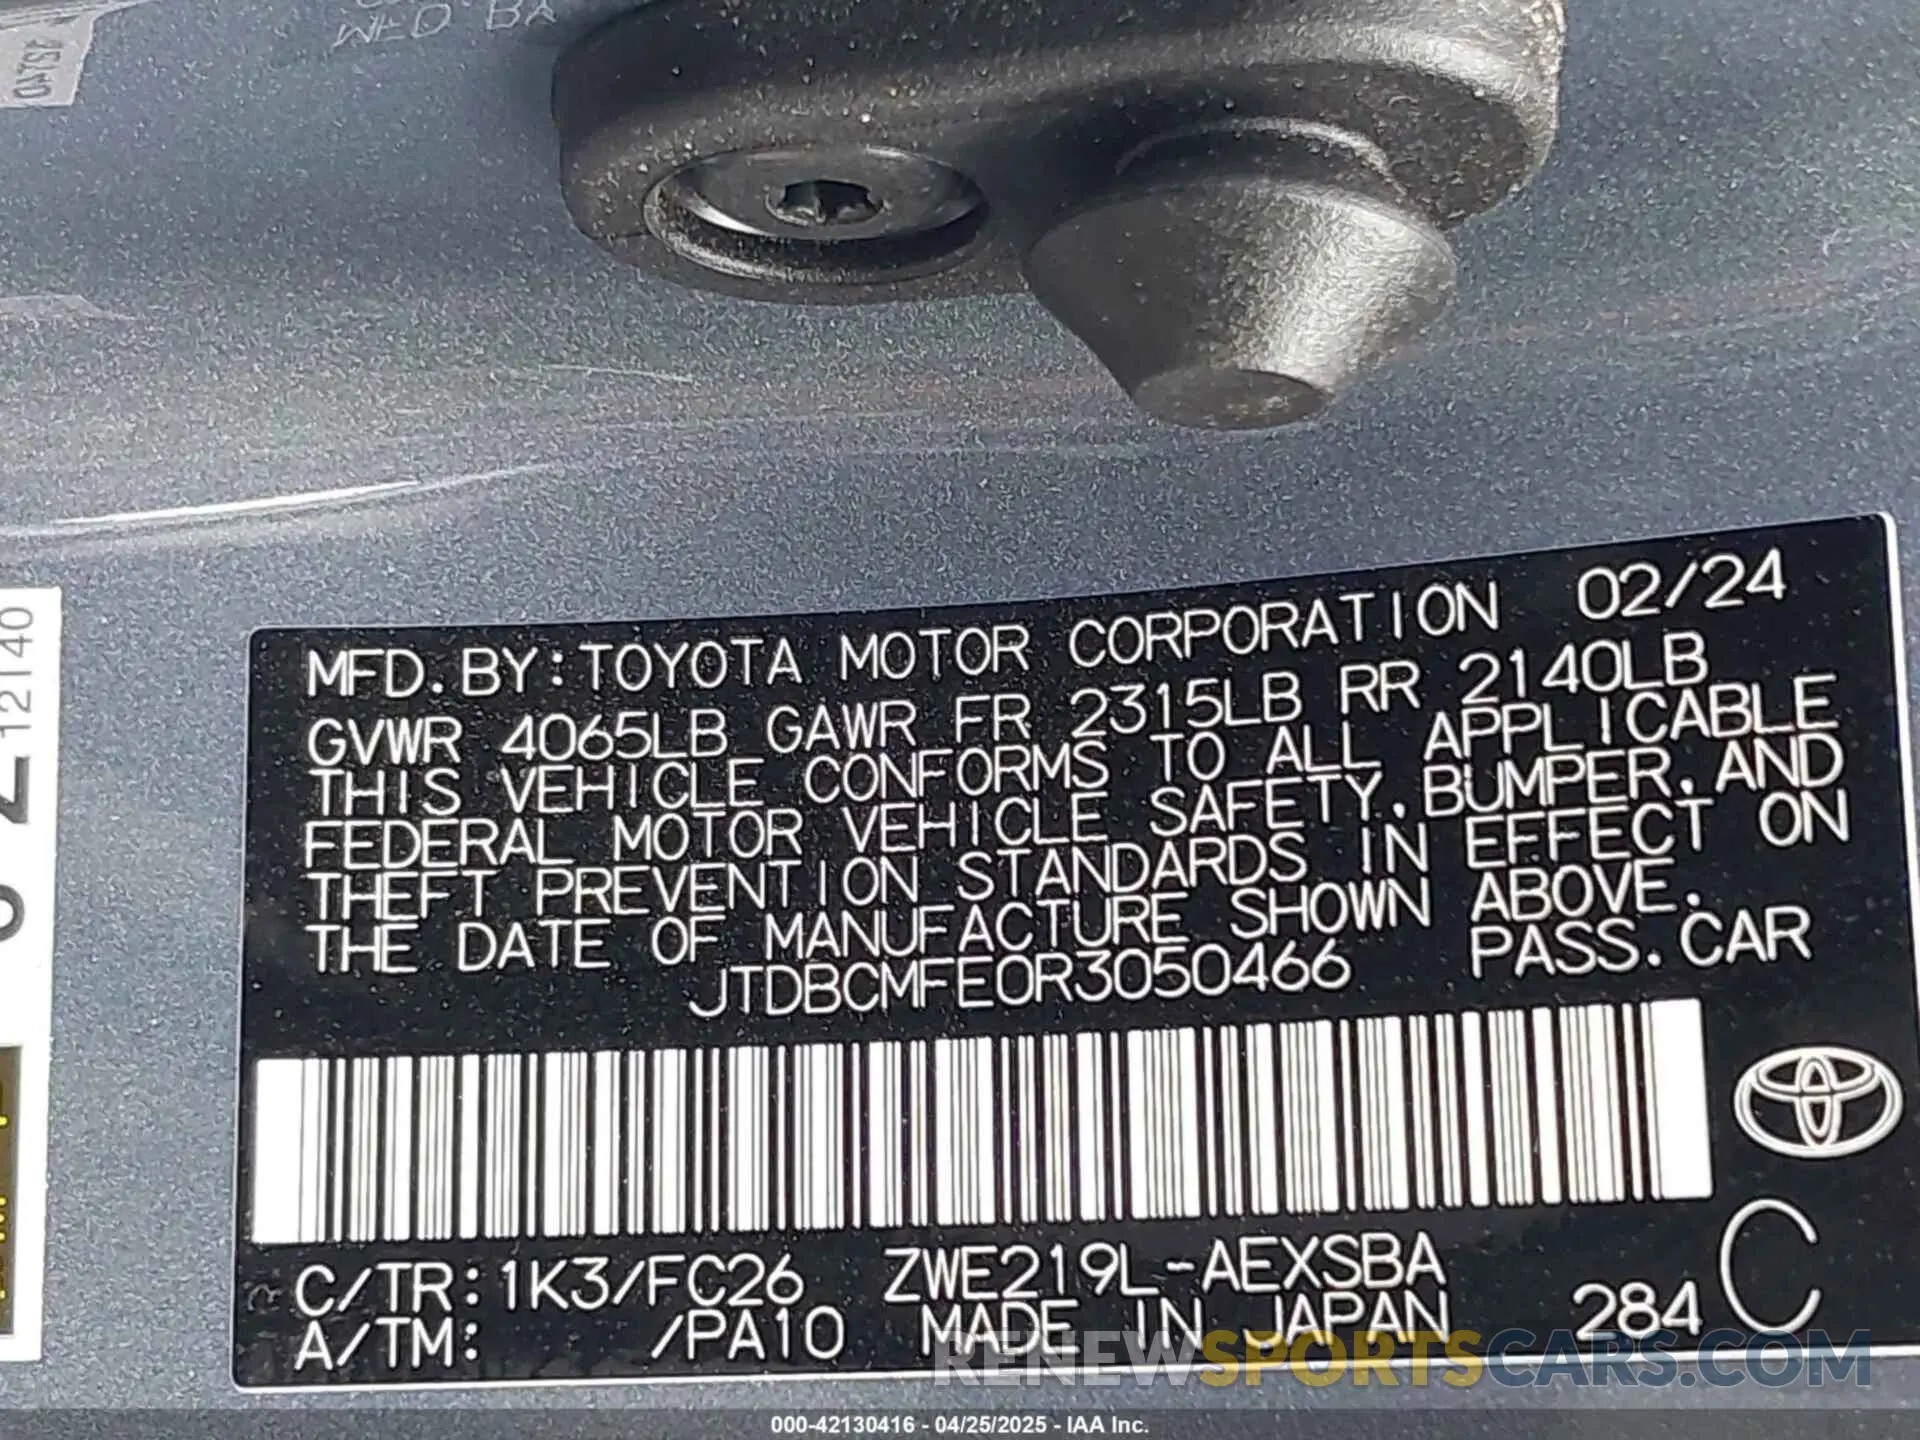 MFD. BY:TOYOTA MOTOR CORPORATION 02/24
GVWR 4065LB GAWR FR 2315LB RR 2140LB
THIS VEHICLE CONFORMS TO ALL APPLICABLE
FEDERAL MOTOR VEHICLE SAFETY, BUMPER, AND
THEFT PREVENTION STANDARDS IN EFFECT ON
THE DATE OF MANUFACTURE SHOWN ABOVE.
JTDBCMFE0R3050466 PASS. CAR
C/TR:1K3/FC26 ZWE219L-AEXSBA
A/TM: /PA10 MADE IN JAPAN 284 C
12140
RENEWSPORTSCARS.COM
000-42130416 - 04/25/2025 - IAA Inc.